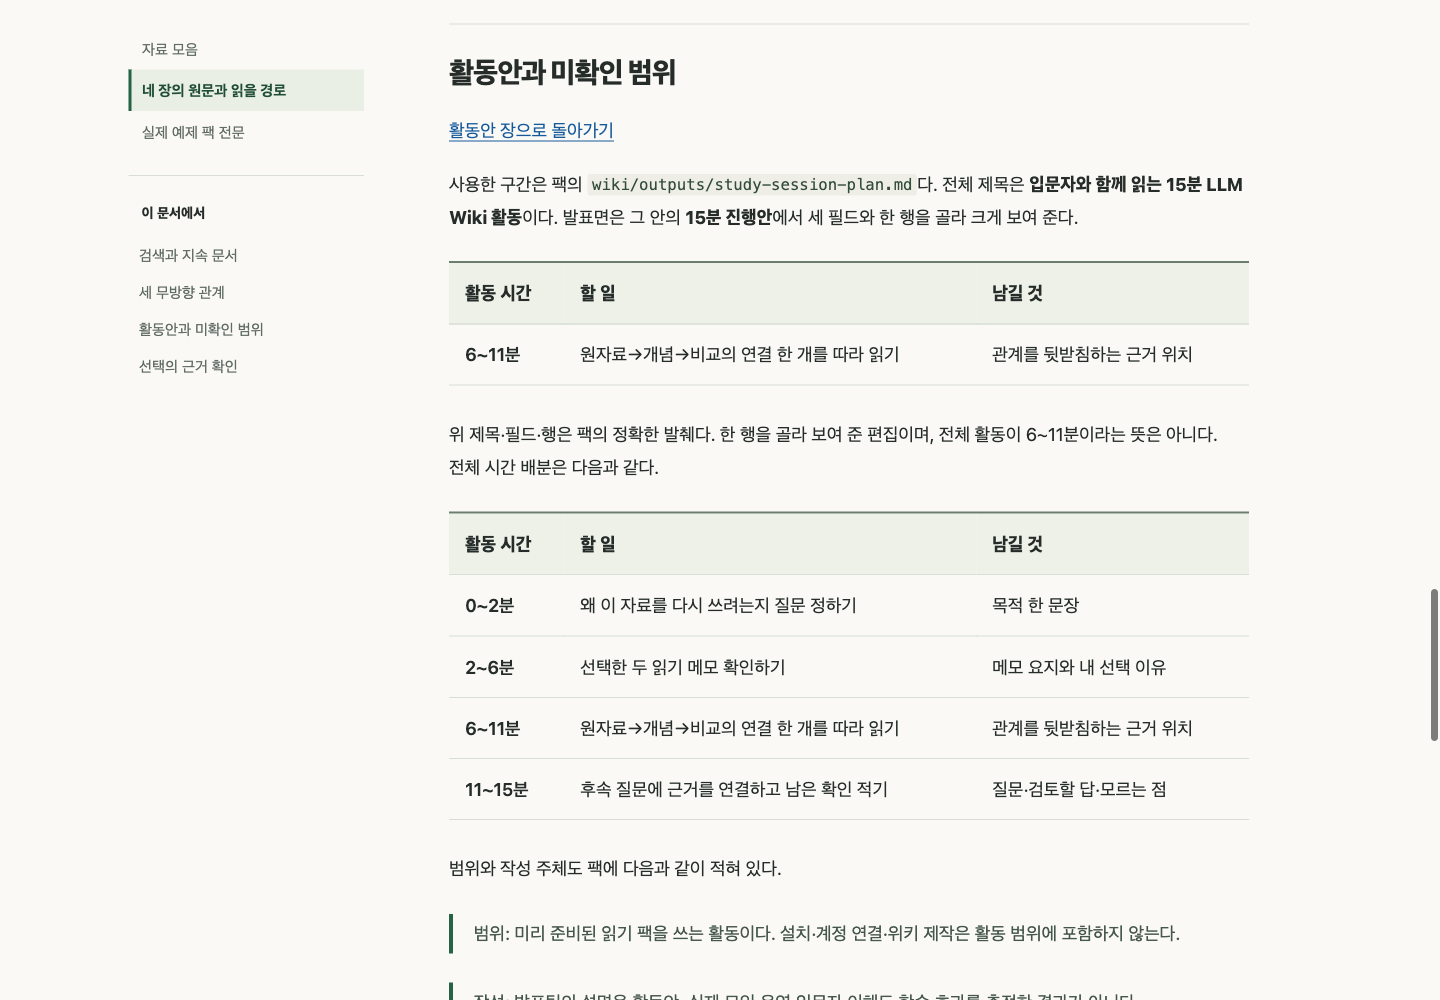 자료 모음
네 장의 원문과 읽을 경로
실제 예제 팩 전문
이 문서에서
검색과 지속 문서
세 무방향 관계
활동안과 미확인 범위
선택의 근거 확인
활동안과 미확인 범위
활동안 장으로 돌아가기
사용한 구간은 팩의 wiki/outputs/study-session-plan.md다. 전체 제목은 입문자와 함께 읽는 15분 LLM
Wiki 활동이다. 발표면은 그 안의 15분 진행안에서 세 필드와 한 행을 골라 크게 보여 준다.
활동 시간 할 일 남길 것
6~11분 원자료→개념→비교의 연결 한 개를 따라 읽기 관계를 뒷받침하는 근거 위치
위 제목·필드·행은 팩의 정확한 발췌다. 한 행을 골라 보여 준 편집이며, 전체 활동이 6~11분이라는 뜻은 아니다.
전체 시간 배분은 다음과 같다.
활동 시간 할 일 남길 것
0~2분 왜 이 자료를 다시 쓰려는지 질문 정하기 목적 한 문장
2~6분 선택한 두 읽기 메모 확인하기 메모 요지와 내 선택 이유
6~11분 원자료→개념→비교의 연결 한 개를 따라 읽기 관계를 뒷받침하는 근거 위치
11~15분 후속 질문에 근거를 연결하고 남은 확인 적기 질문·검토할 답·모르는 점
범위와 작성 주체도 팩에 다음과 같이 적혀 있다.
범위: 미리 준비된 읽기 팩을 쓰는 활동이다. 설치·계정 연결·위키 제작은 활동 범위에 포함하지 않는다.